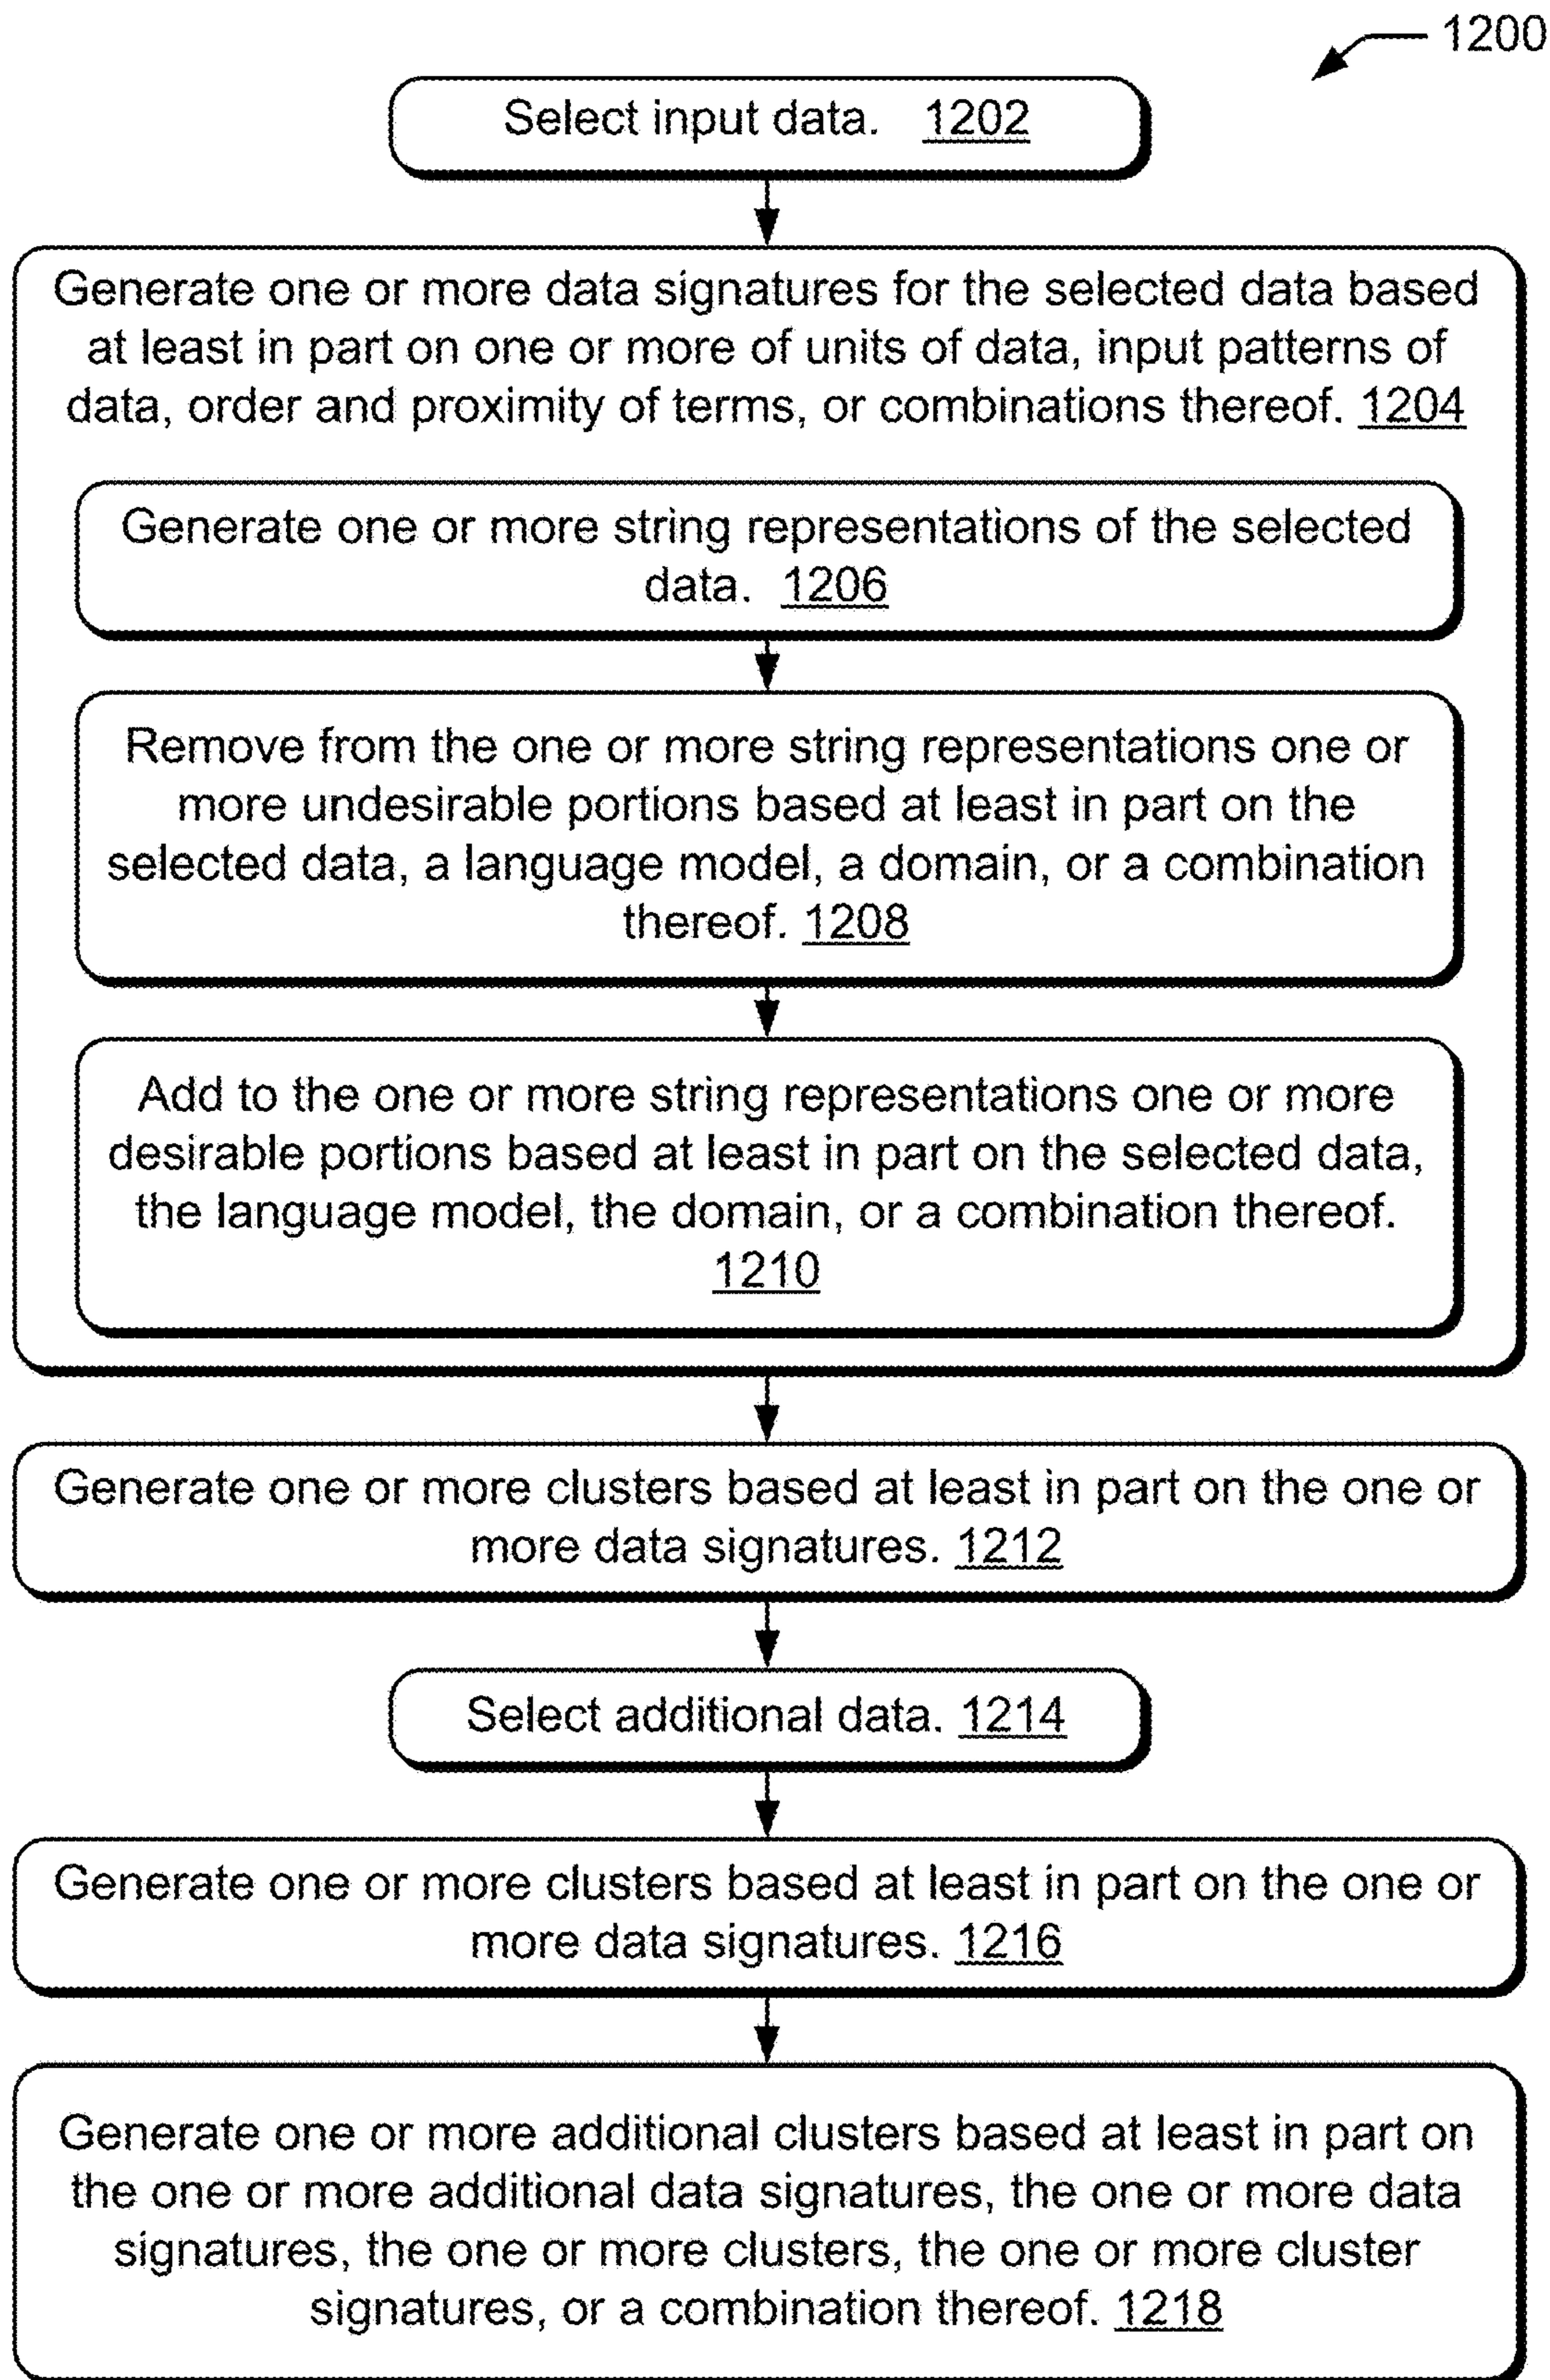 1200
Select input data. 1202
Generate one or more data signatures for the selected data based
at least in part on one or more of units of data, input patterns of
data, order and proximity of terms, or combinations thereof. 1204
Generate one or more string representations of the selected
data. 1206
Remove from the one or more string representations one or
more undesirable portions based at least in part on the
selected data, a language model, a domain, or a combination
thereof. 1208
Add to the one or more string representations one or more
desirable portions based at least in part on the selected data,
the language model, the domain, or a combination thereof.
1210
Generate one or more clusters based at least in part on the one or
more data signatures. 1212
Select additional data. 1214
Generate one or more clusters based at least in part on the one or
more data signatures. 1216
Generate one or more additional clusters based at least in part on
the one or more additional data signatures, the one or more data
signatures, the one or more clusters, the one or more cluster
signatures, or a combination thereof. 1218